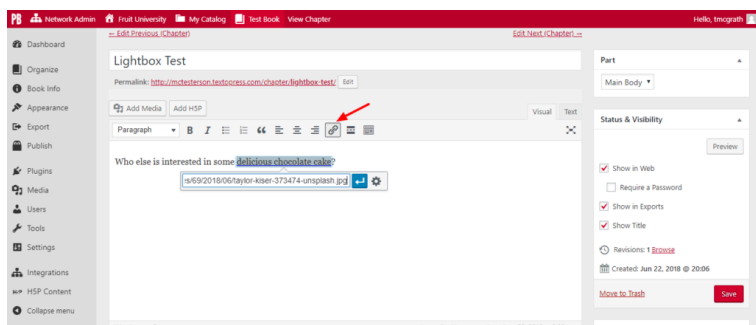 PB Network Admin Fruit University My Catalog Test Book View Chapter Hello, tmcgrath
← Edit Previous (Chapter) Edit Next (Chapter) →
Dashboard
Organize
Book Info
Appearance
Export
Publish
Plugins
Media
Users
Tools
Settings
Integrations
H5P H5P Content
Collapse menu
Lightbox Test
Permalink: http://mctesterson.textopress.com/chapter/lightbox-test/ Edit
Add Media Add H5P
Visual Text
Paragraph B I
Who else is interested in some delicious chocolate cake?
rs/69/2018/06/taylor-kiser-373474-unsplash.jpg
Part
Main Body
Status & Visibility
Preview
Show in Web
Require a Password
Show in Exports
Show Title
Revisions: 1 Browse
Created: Jun 22, 2018 @ 20:06
Move to Trash Save